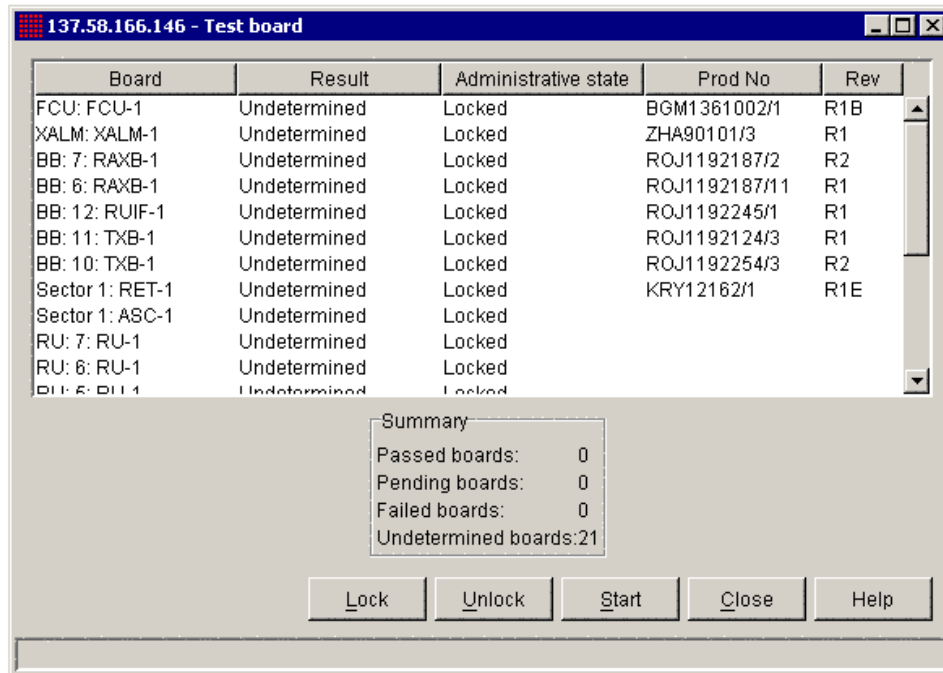 137.58.166.146 - Test board
Board Result Administrative state Prod No Rev
FCU: FCU-1 Undetermined Locked BGM1361002/1 R1B
XALM: XALM-1 Undetermined Locked ZHA90101/3 R1
BB: 7: RAXB-1 Undetermined Locked ROJ1192187/2 R2
BB: 6: RAXB-1 Undetermined Locked ROJ1192187/11 R1
BB: 12: RUIF-1 Undetermined Locked ROJ1192245/1 R1
BB: 11: TXB-1 Undetermined Locked ROJ1192124/3 R1
BB: 10: TXB-1 Undetermined Locked ROJ1192254/3 R2
Sector 1: RET-1 Undetermined Locked KRY12162/1 R1E
Sector 1: ASC-1 Undetermined Locked
RU: 7: RU-1 Undetermined Locked
RU: 6: RU-1 Undetermined Locked
RU: 5: RU-1 Undetermined Locked
Summary
Passed boards: 0
Pending boards: 0
Failed boards: 0
Undetermined boards:21
Lock Unlock Start Close Help